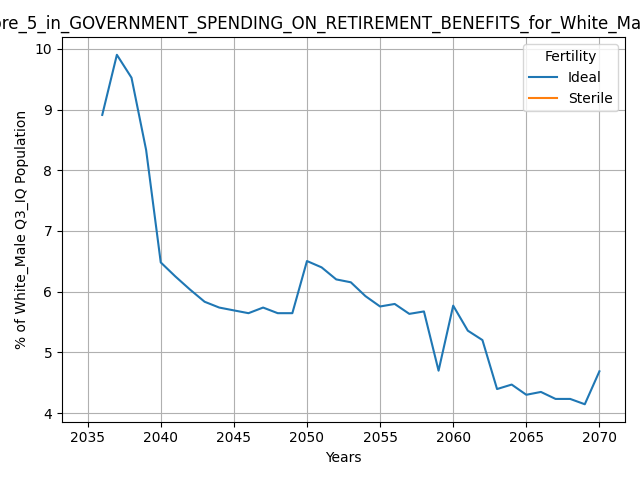 re_5_in_GOVERNMENT_SPENDING_ON_RETIREMENT_BENEFITS_for_White_Ma
Fertility
Ideal
Sterile
% of White_Male Q3_IQ Population
10
9
8
7
6
5
4
2035 2040 2045 2050 2055 2060 2065 2070
Years